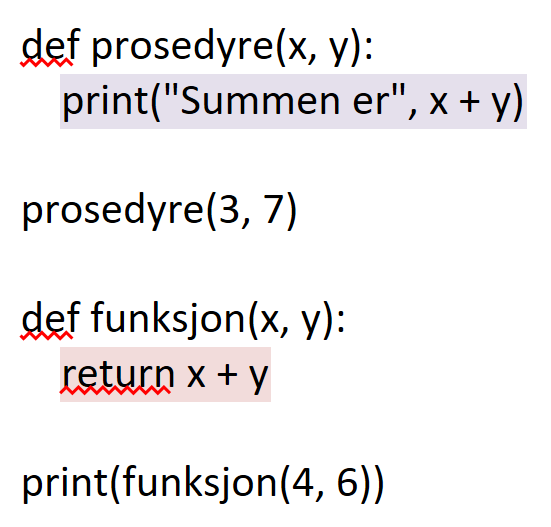 def prosedyre(x, y):
    print("Summen er", x + y)
prosedyre(3, 7)
def funksjon(x, y):
    return x + y
print(funksjon(4, 6))